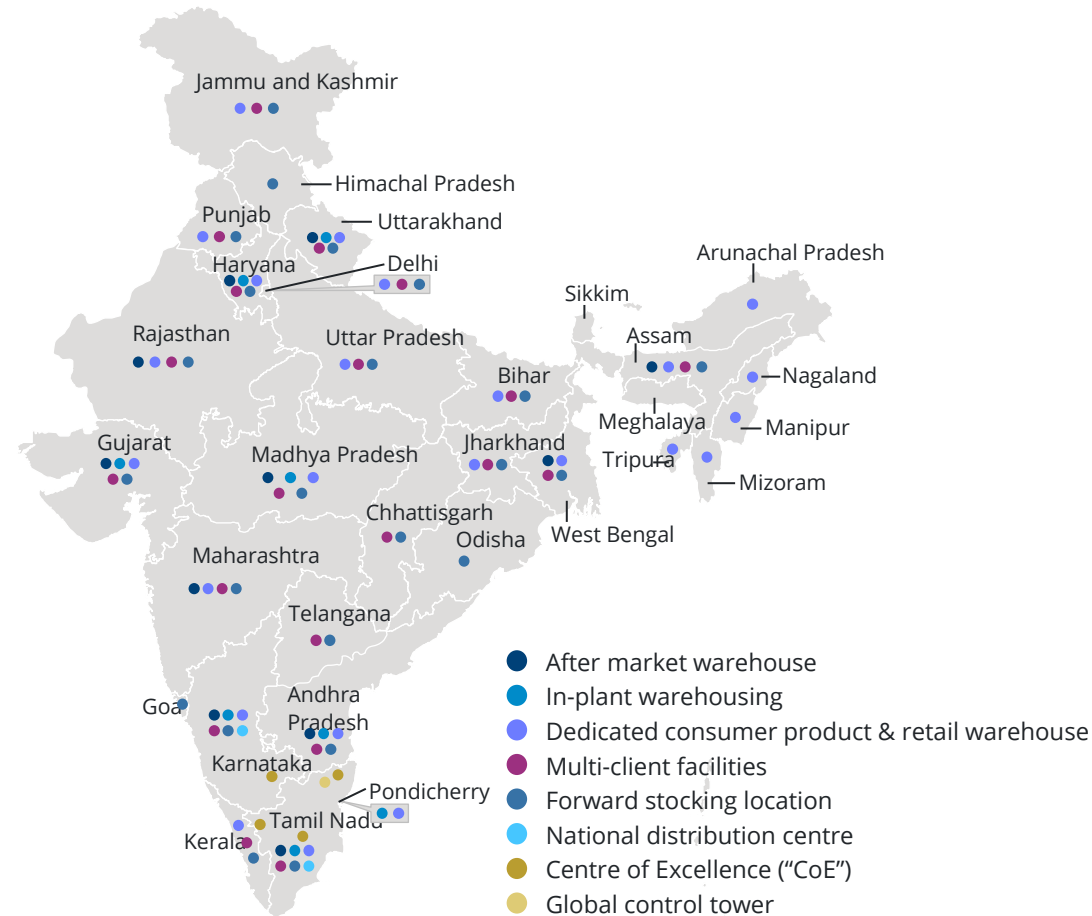 Jammu and Kashmir
Himachal Pradesh
Punjab
Uttarakhand
Haryana
Delhi
Arunachal Pradesh
Sikkim
Rajasthan
Uttar Pradesh
Assam
Bihar
Nagaland
Meghalaya
Manipur
Gujarat
Madhya Pradesh
Jharkhand
Tripura
Mizoram
Chhattisgarh
West Bengal
Odisha
Maharashtra
Telangana
Goa
Andhra
Pradesh
Karnataka
Pondicherry
Tamil Nadu
Kerala
After market warehouse
In-plant warehousing
Dedicated consumer product & retail warehouse
Multi-client facilities
Forward stocking location
National distribution centre
Centre of Excellence (“CoE”)
Global control tower